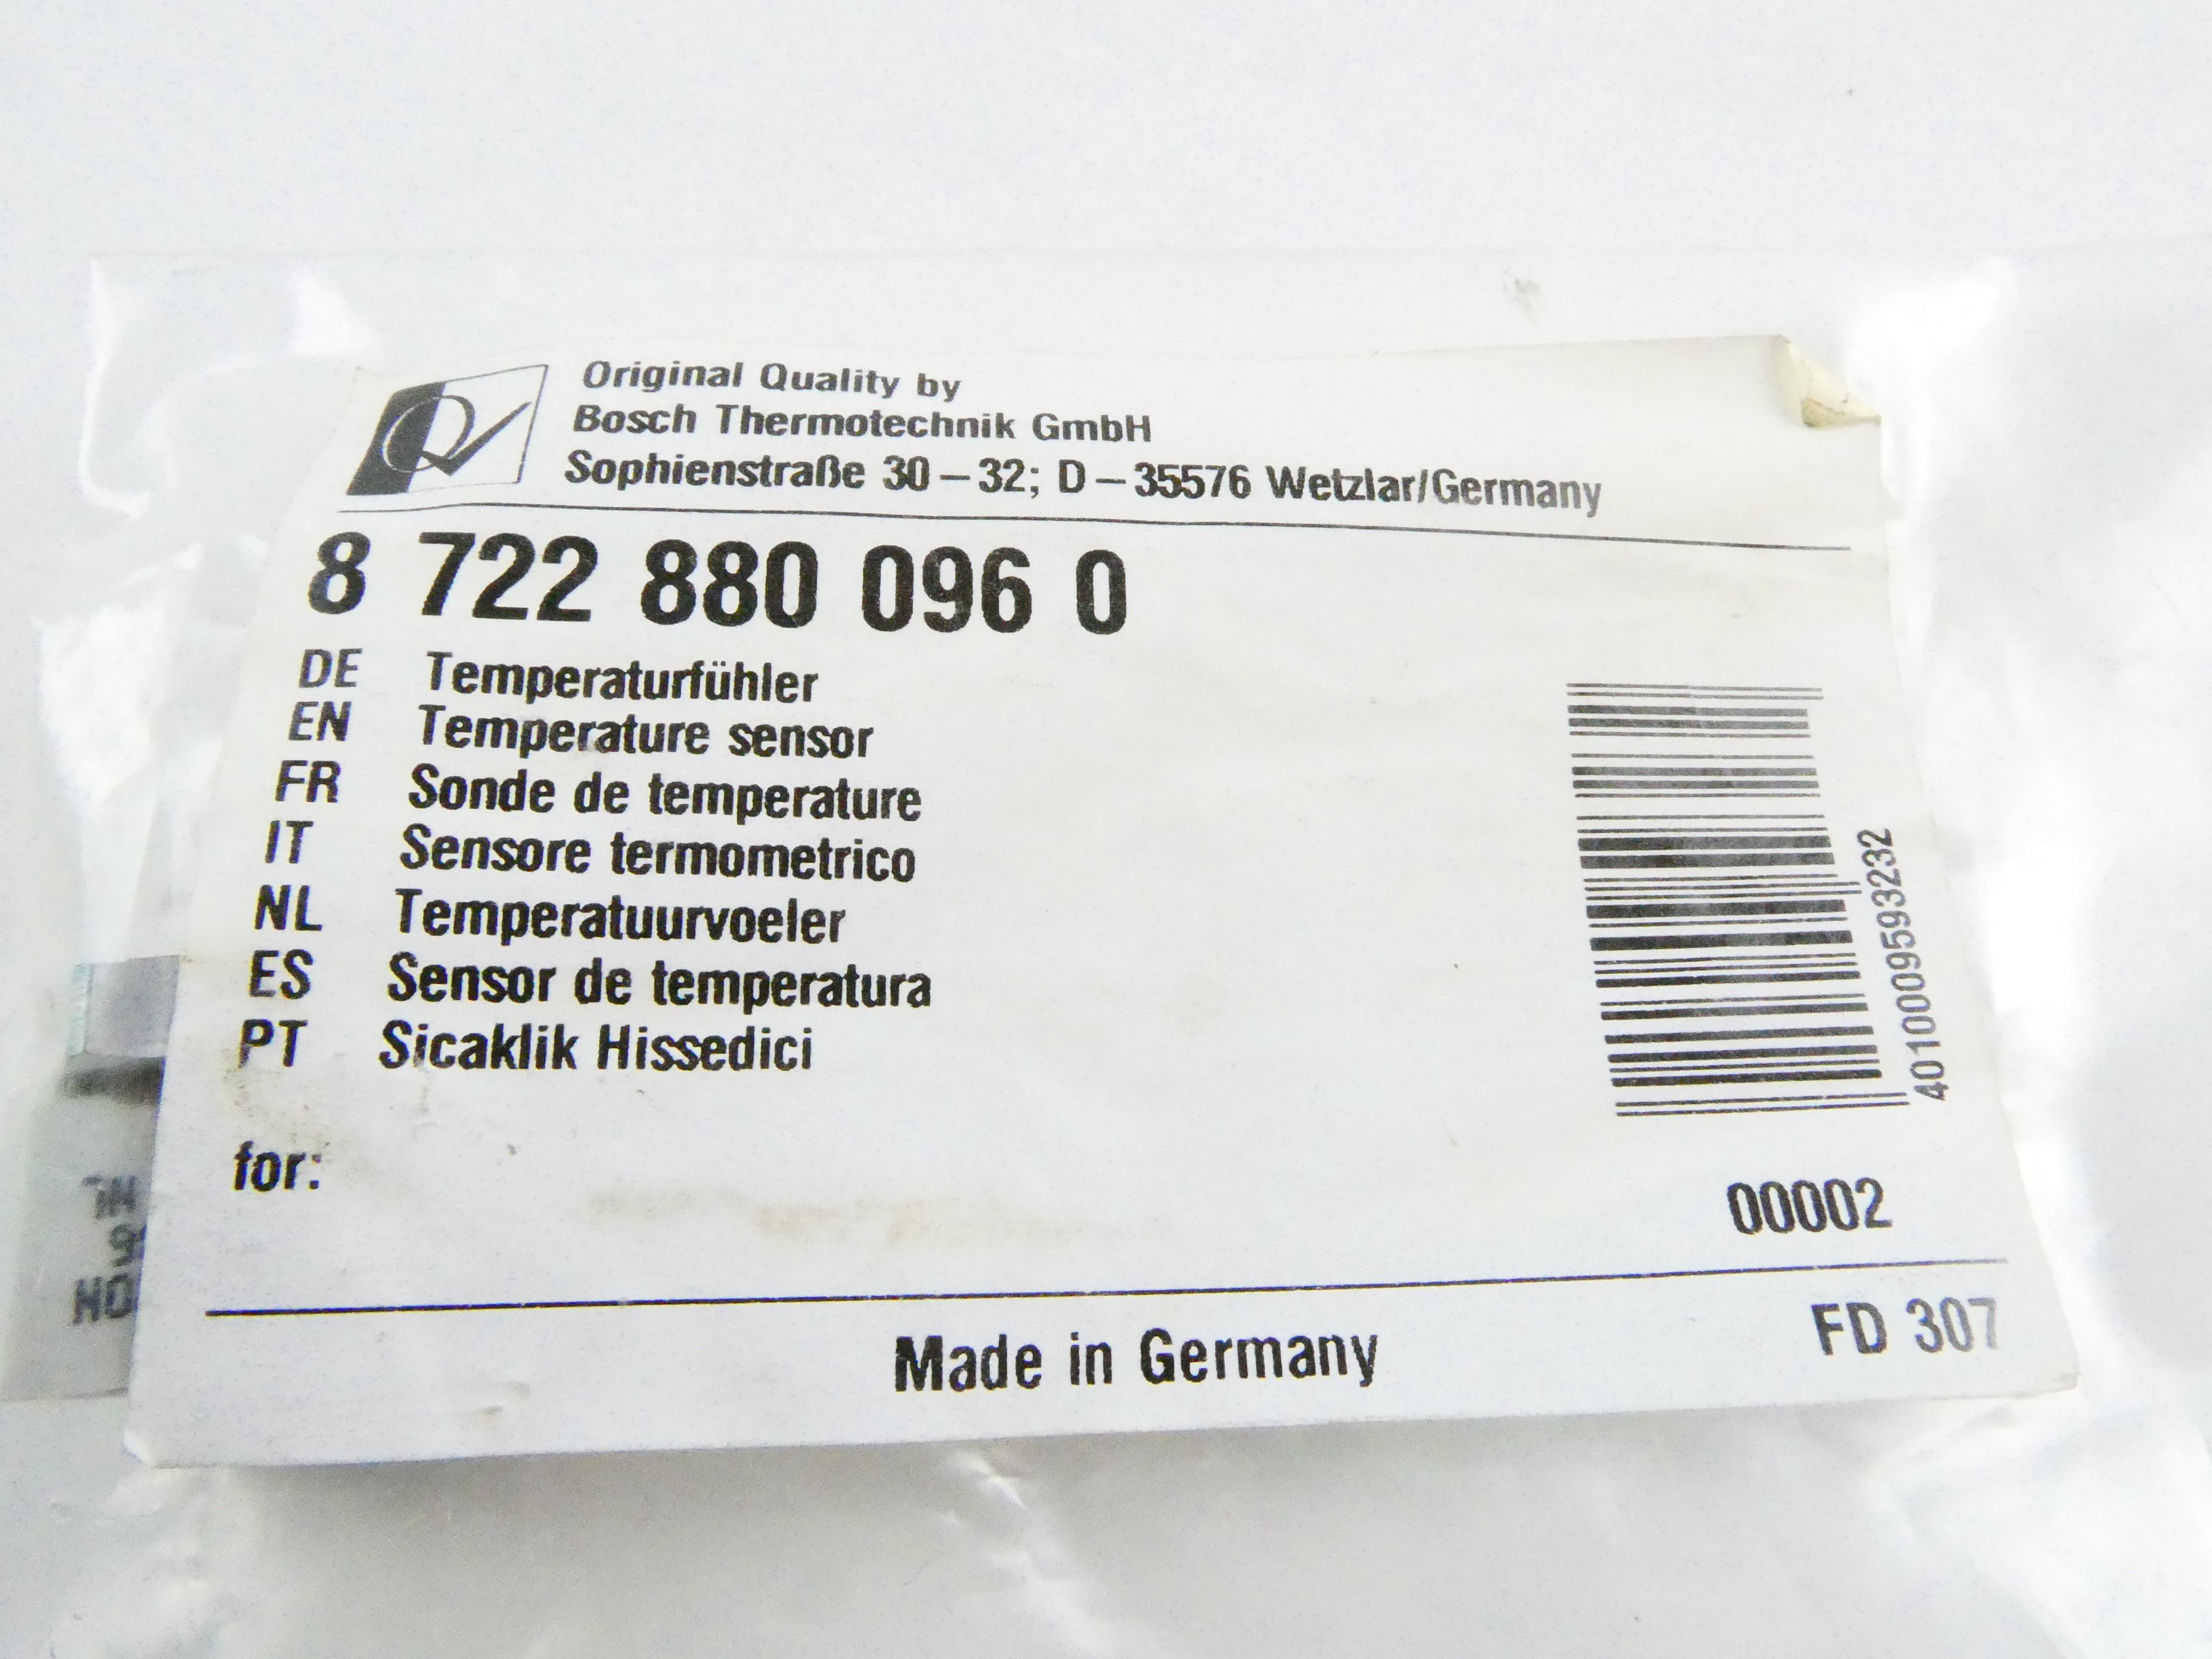 Original Quality by
Bosch Thermotechnik GmbH
Sophienstraße 30 – 32; D – 35576 Wetzlar/Germany
8 722 880 096 0
DE Temperaturfühler
EN Temperature sensor
FR Sonde de temperature
IT Sensore termometrico
NL Temperatuurvoeler
ES Sensor de temperatura
PT Sicaklik Hissedici
4010009593232
for:
00002
FD 307
Made in Germany